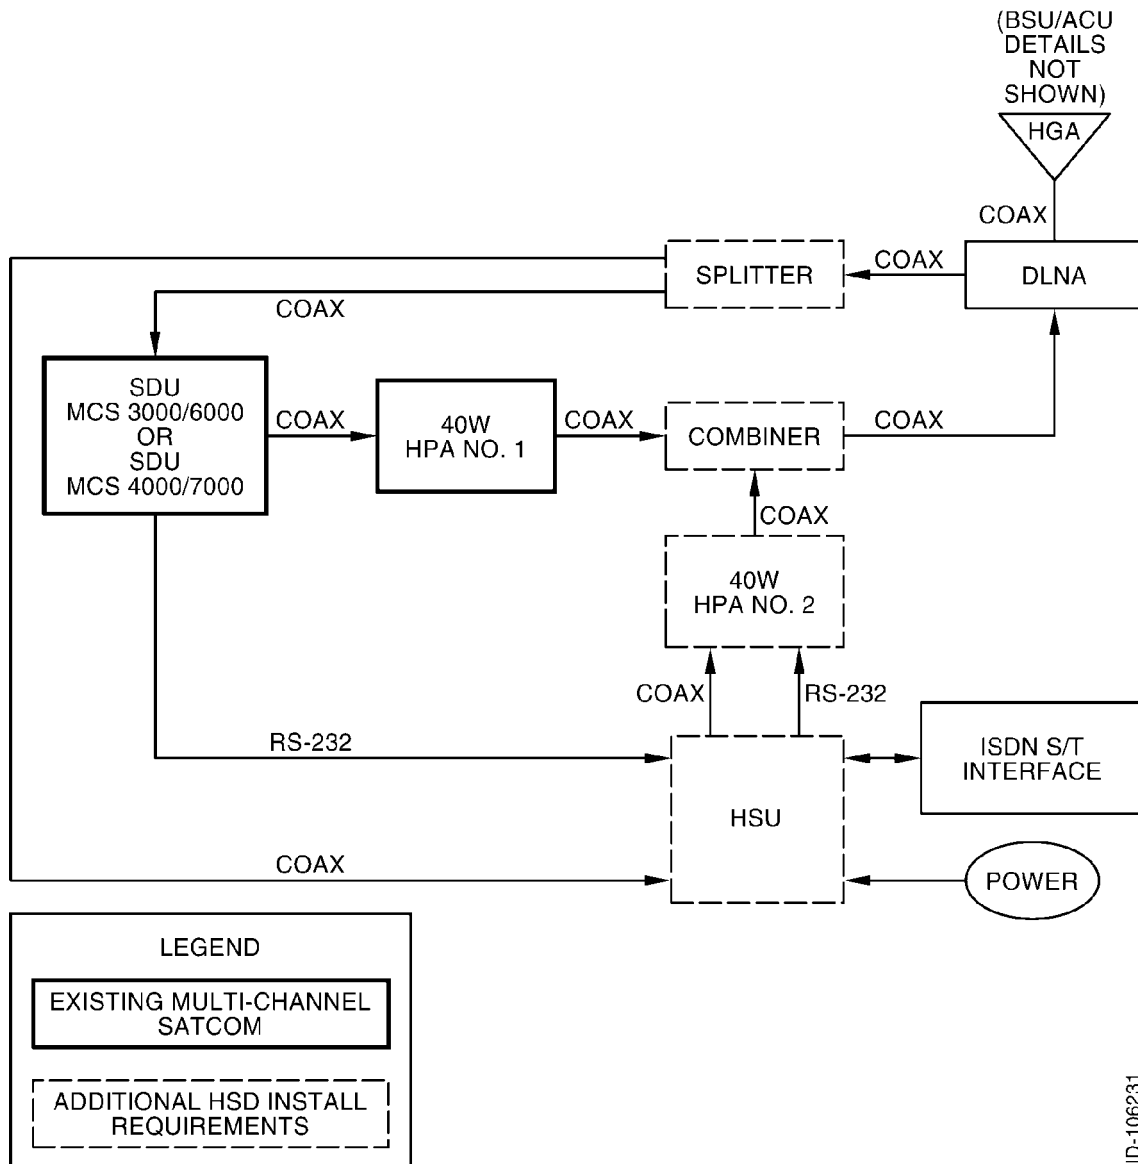 (BSU/ACU
DETAILS
NOT
SHOWN)
HGA
COAX
SPLITTER
COAX
DLNA
COAX
SDU
MCS 3000/6000
OR
SDU
MCS 4000/7000
COAX
40W
HPA NO. 1
COAX
COMBINER
COAX
COAX
40W
HPA NO. 2
COAX
RS-232
RS-232
HSU
ISDN S/T
INTERFACE
COAX
POWER
LEGEND
EXISTING MULTI-CHANNEL
SATCOM
ADDITIONAL HSD INSTALL
REQUIREMENTS
ID-106231